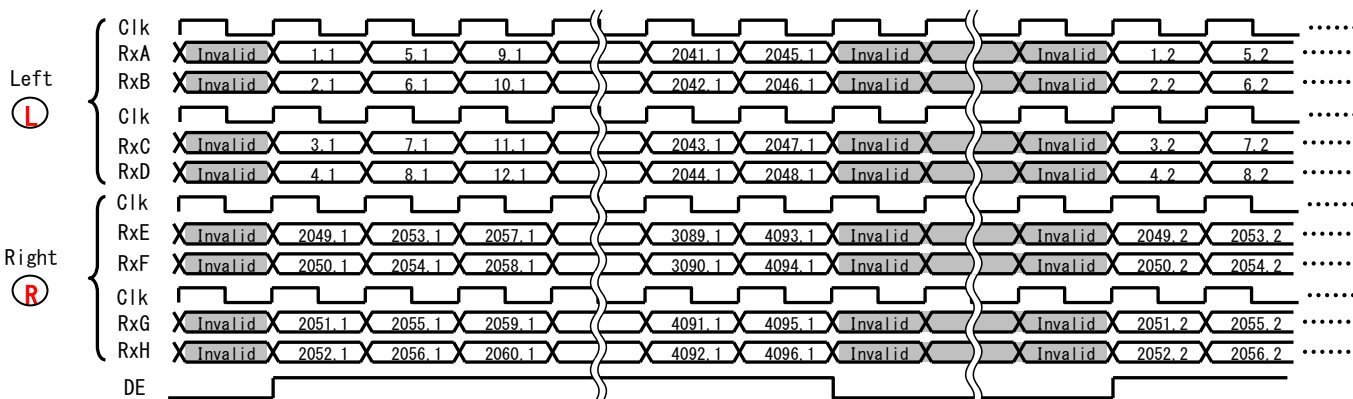 Clk ......
RxA Invalid 1.1 5.1 9.1 2041.1 2045.1 Invalid Invalid 1.2 5.2 ......
RxB Invalid 2.1 6.1 10.1 2042.1 2046.1 Invalid Invalid 2.2 6.2 ......
Left
L
Clk ......
RxC Invalid 3.1 7.1 11.1 2043.1 2047.1 Invalid Invalid 3.2 7.2 ......
RxD Invalid 4.1 8.1 12.1 2044.1 2048.1 Invalid Invalid 4.2 8.2 ......
Clk ......
RxE Invalid 2049.1 2053.1 2057.1 3089.1 4093.1 Invalid Invalid 2049.2 2053.2 ......
Right
RxF Invalid 2050.1 2054.1 2058.1 3090.1 4094.1 Invalid Invalid 2050.2 2054.2 ......
R
Clk ......
RxG Invalid 2051.1 2055.1 2059.1 4091.1 4095.1 Invalid Invalid 2051.2 2055.2 ......
RxH Invalid 2052.1 2056.1 2060.1 4092.1 4096.1 Invalid Invalid 2052.2 2056.2 ......
DE